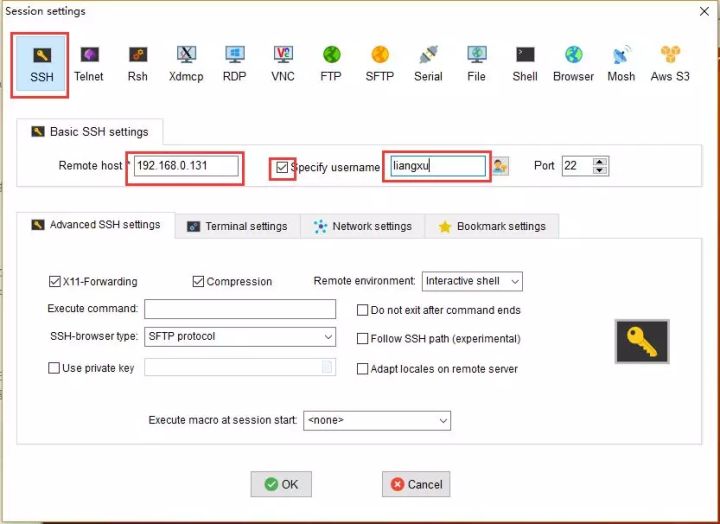 Session settings
SSH Telnet Rsh Xdmcp RDP VNC FTP SFTP Serial File Shell Browser Mosh Aws S3
Basic SSH settings
Remote host * 192.168.0.131 Specify username liangxu Port 22
Advanced SSH settings Terminal settings Network settings Bookmark settings
X11-Forwarding Compression Remote environment: Interactive shell
Execute command: Do not exit after command ends
SSH-browser type: SFTP protocol Follow SSH path (experimental)
Use private key Adapt locales on remote server
Execute macro at session start: <none>
OK Cancel